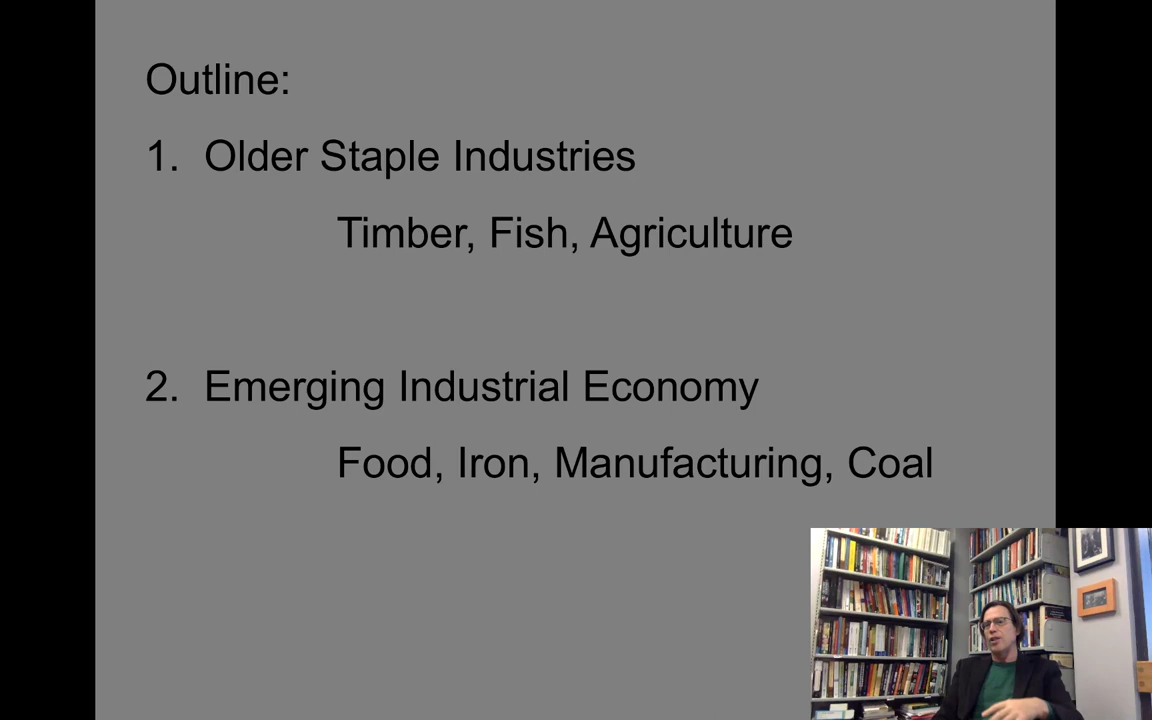 Outline:
1. Older Staple Industries
Timber, Fish, Agriculture
2. Emerging Industrial Economy
Food, Iron, Manufacturing, Coal